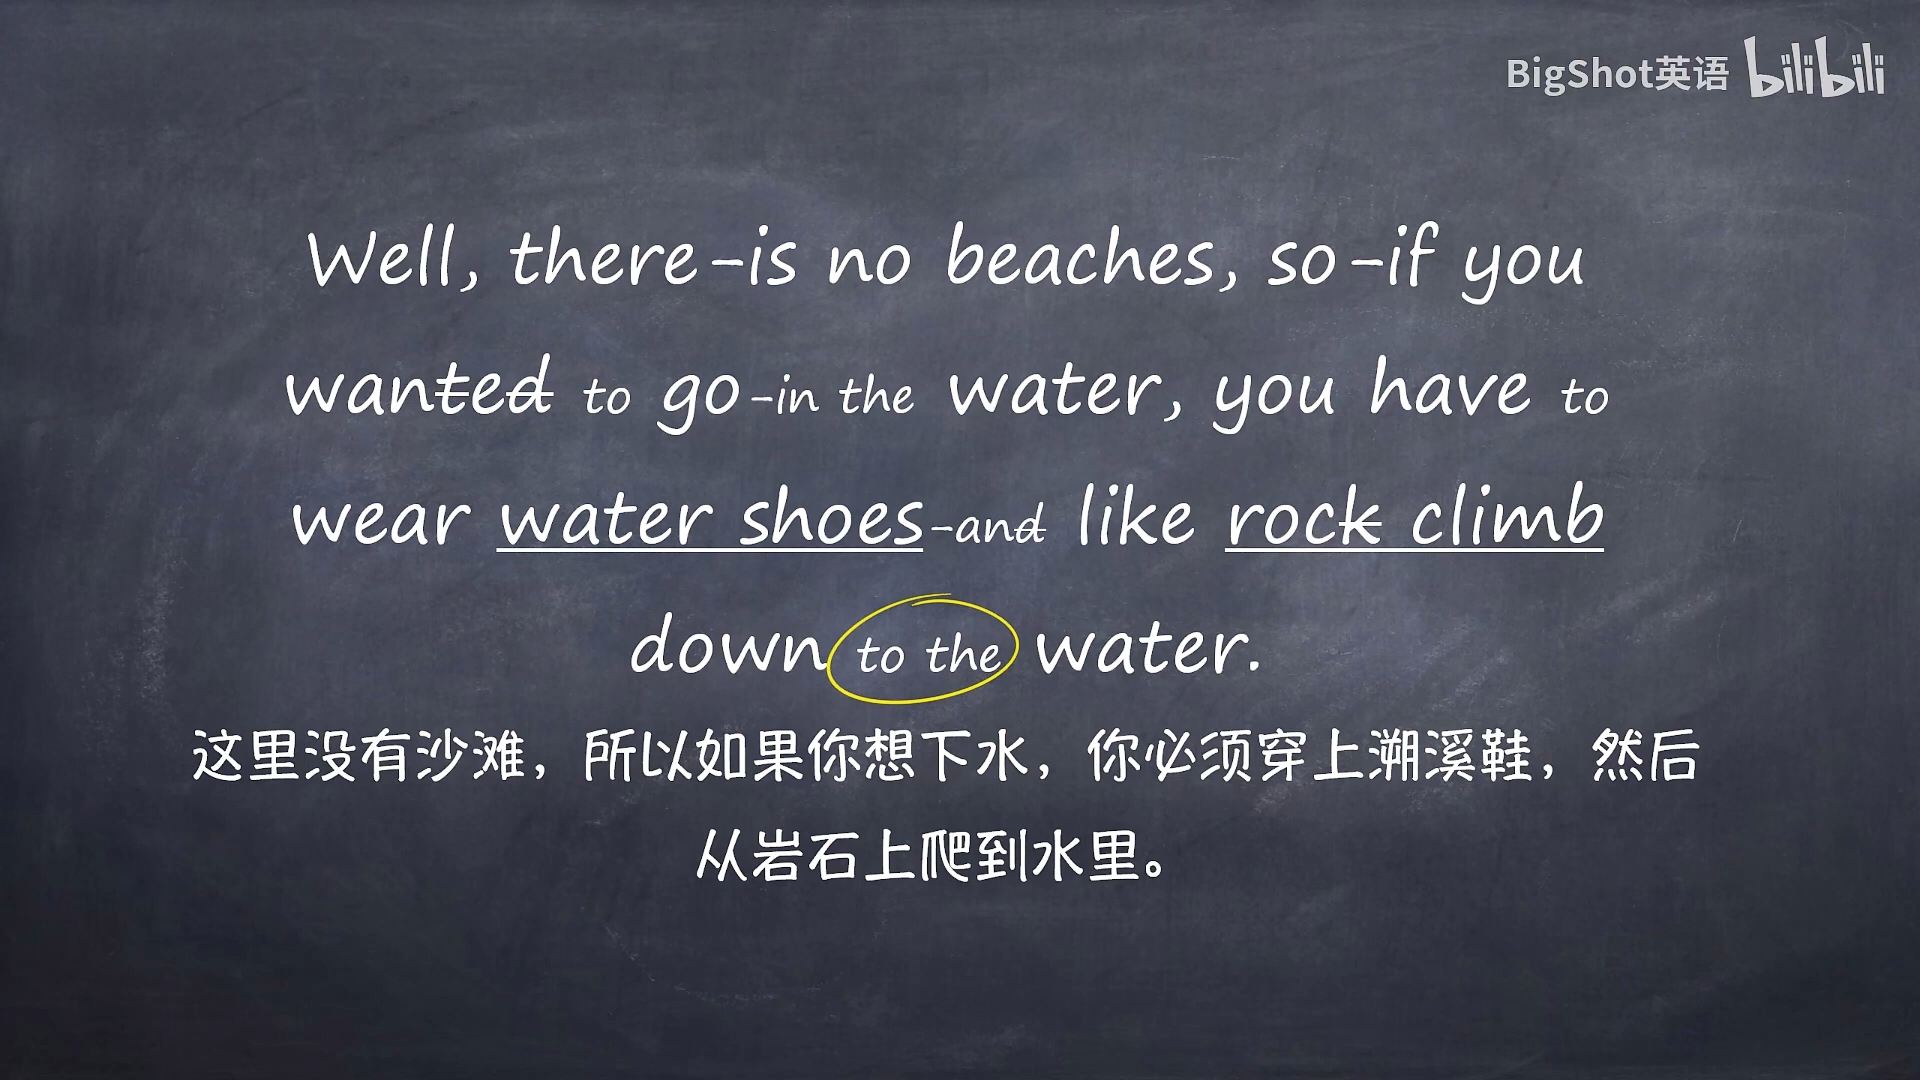 BigShot英语 bilibili
Well, there-is no beaches, so-if you
wanted to go-in the water, you have to
wear water shoes-and like rock climb
down to the water.
这里没有沙滩，所以如果你想下水，你必须穿上溯溪鞋，然后
从岩石上爬到水里。